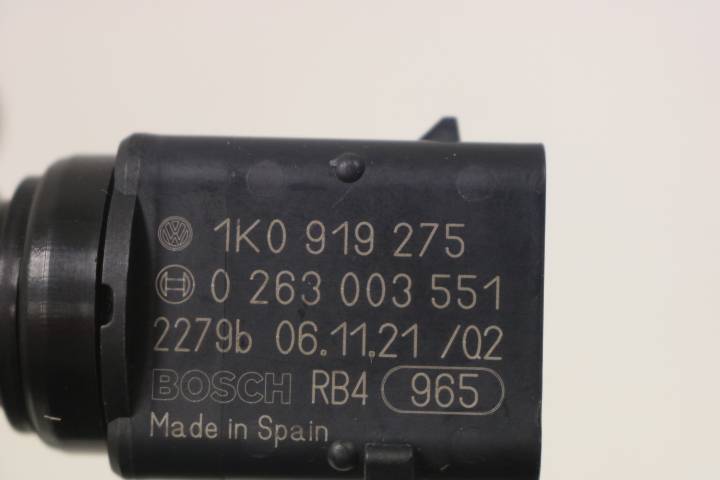 1K0 919 275
0 263 003 551
2279b 06.11.21 /Q2
BOSCH RB4 965
Made in Spain